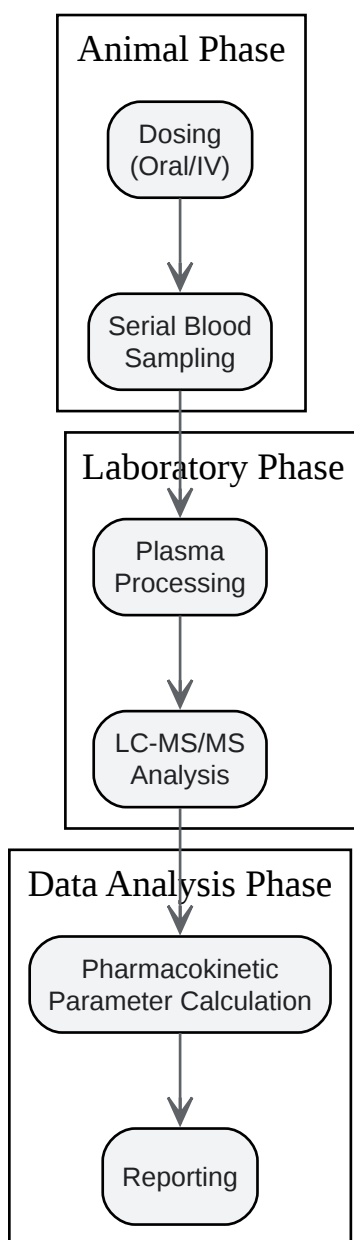 Animal Phase
Dosing
(Oral/IV)
Serial Blood
Sampling
Laboratory Phase
Plasma
Processing
LC-MS/MS
Analysis
Data Analysis Phase
Pharmacokinetic
Parameter Calculation
Reporting